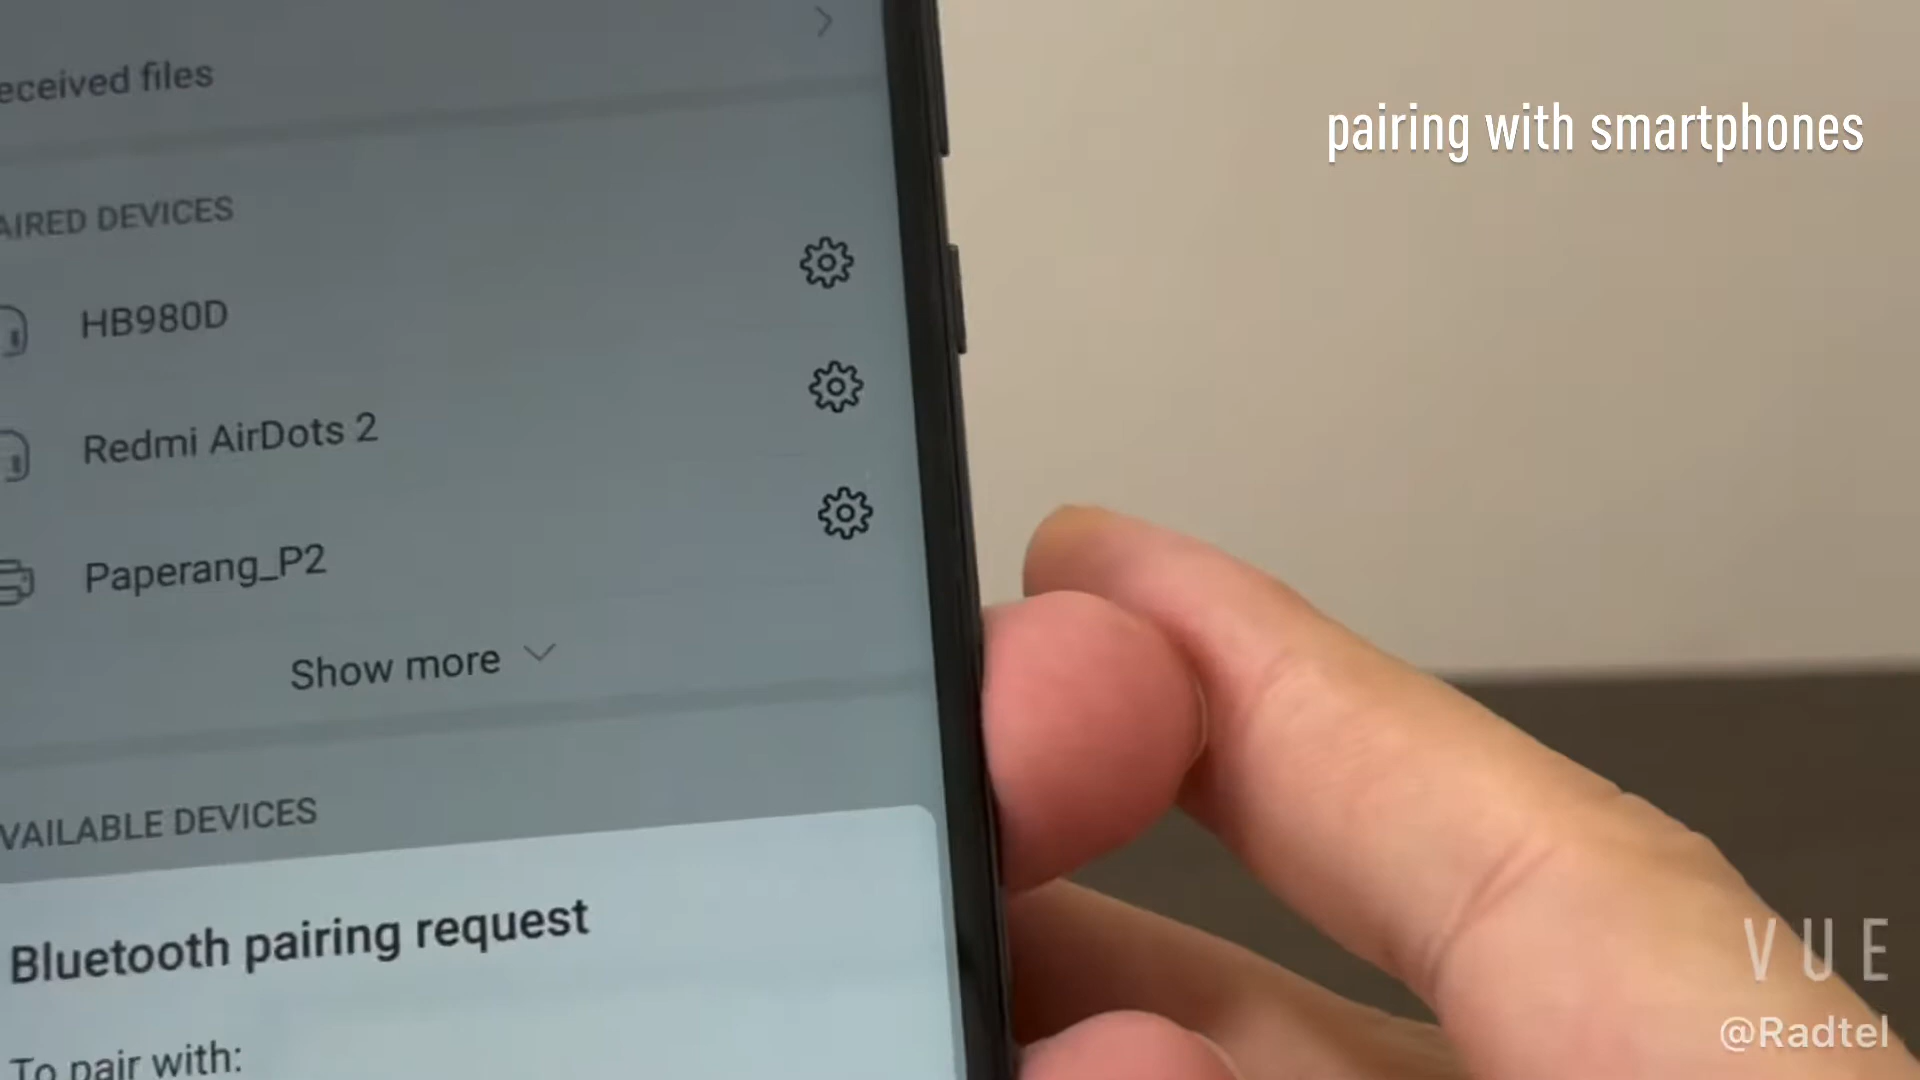 eceived files
pairing with smartphones
AIRED DEVICES
HB980D
Redmi AirDots 2
Paperang_P2
Show more
VAILABLE DEVICES
Bluetooth pairing request
To pair with:
VUE
@Radtel